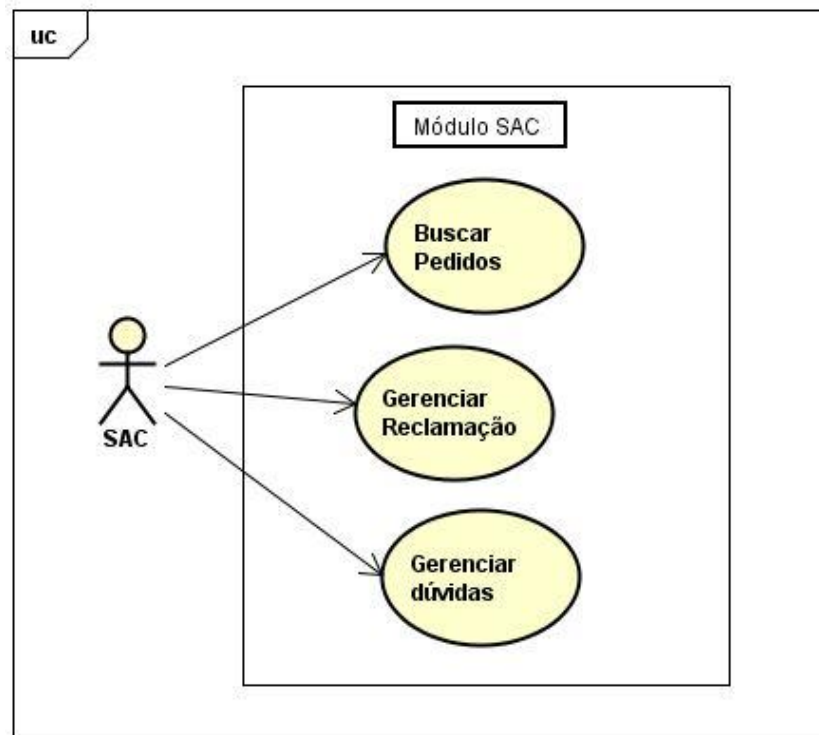 uc
Módulo SAC
Buscar
Pedidos
Gerenciar
Reclamação
SAC
Gerenciar
dúvidas